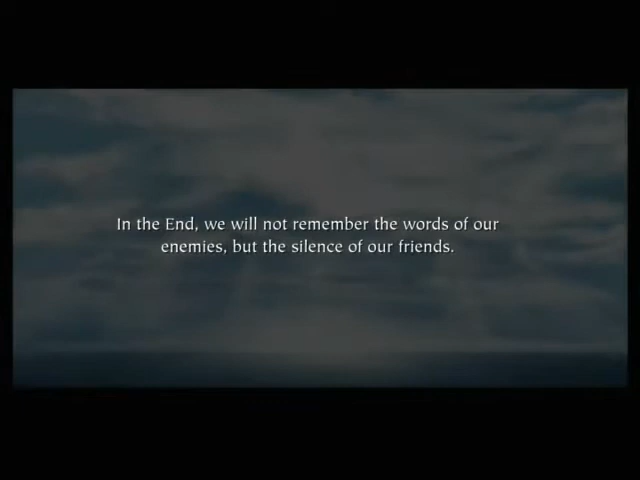 In the End, we will not remember the words of our
enemies, but the silence of our friends.